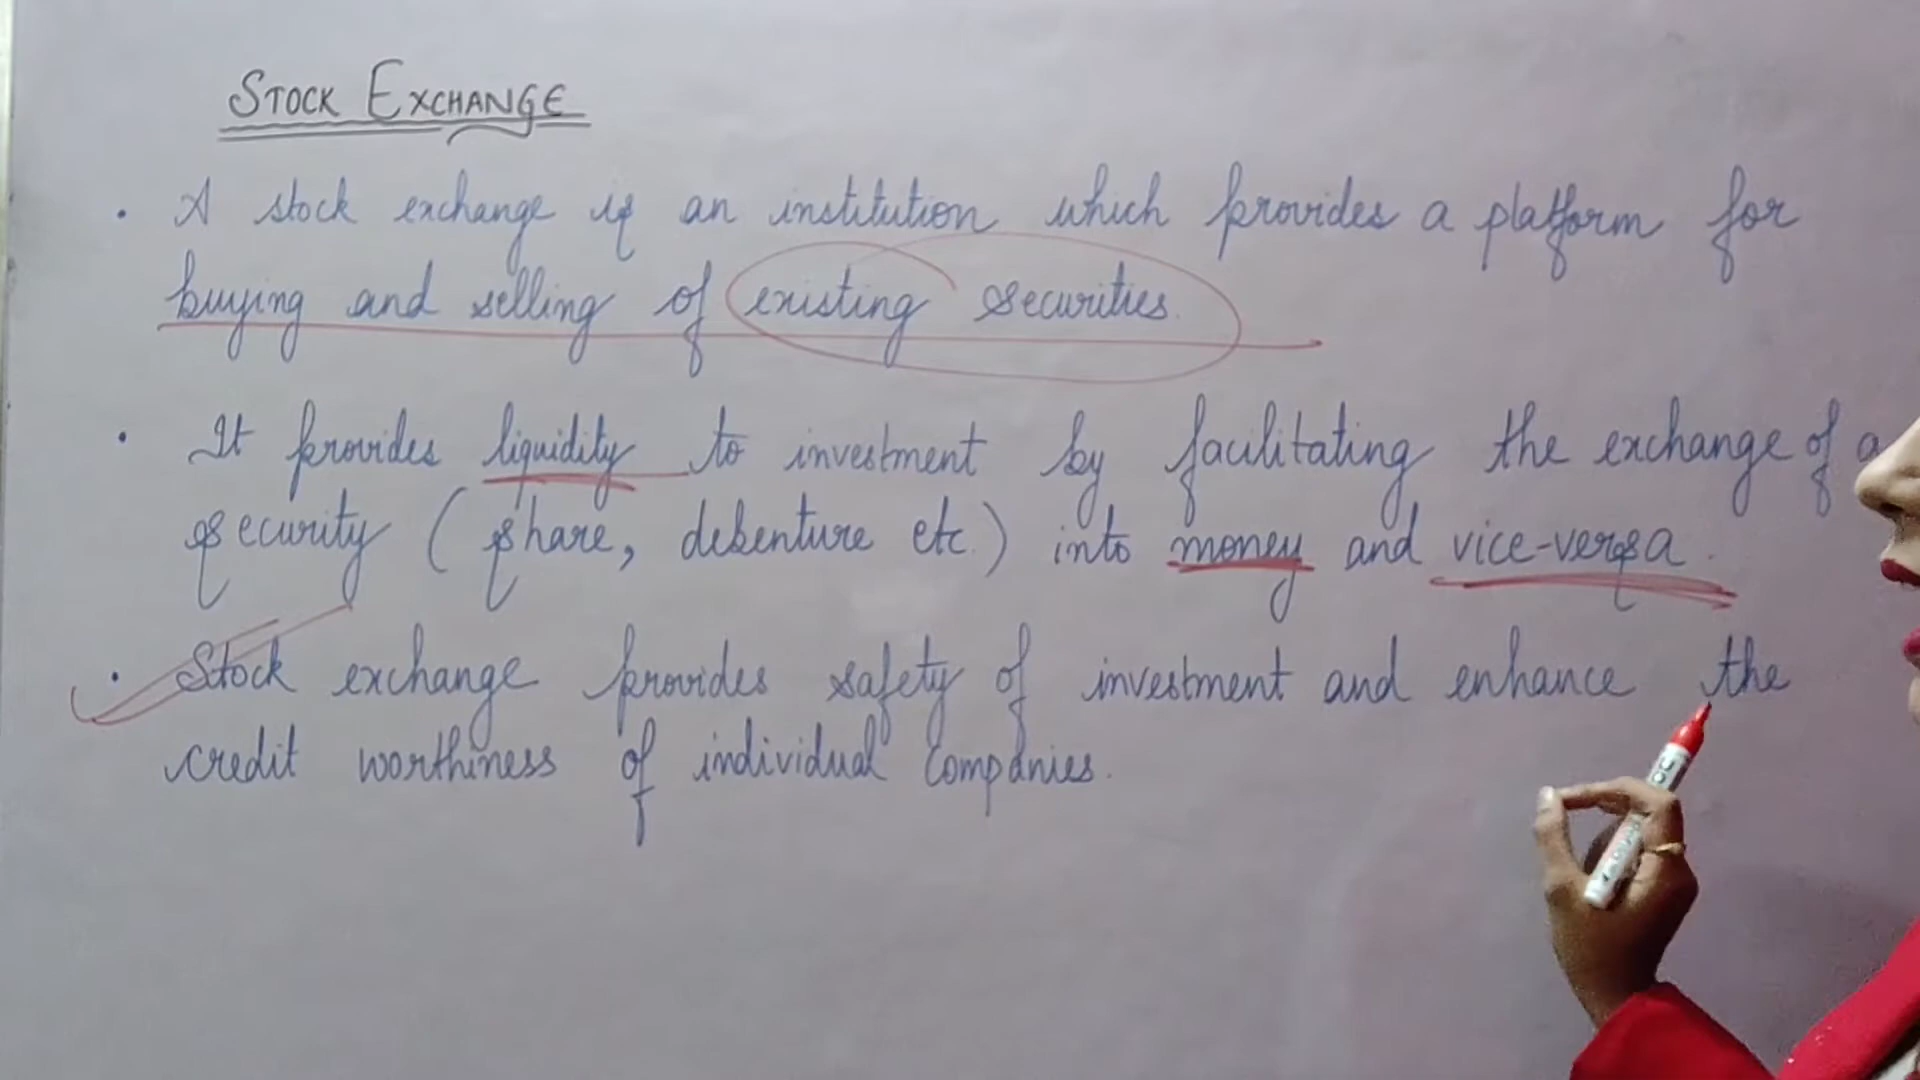 STOCK EXCHANGE
. A stock exchange is an institution which provides a platform for
buying and selling of existing securities.
. It provides liquidity to investment by facilitating the exchange of a
security ( share, debenture etc.) into money and vice-versa.
. Stock exchange provides safety of investment and enhance the
credit worthiness of individual companies.